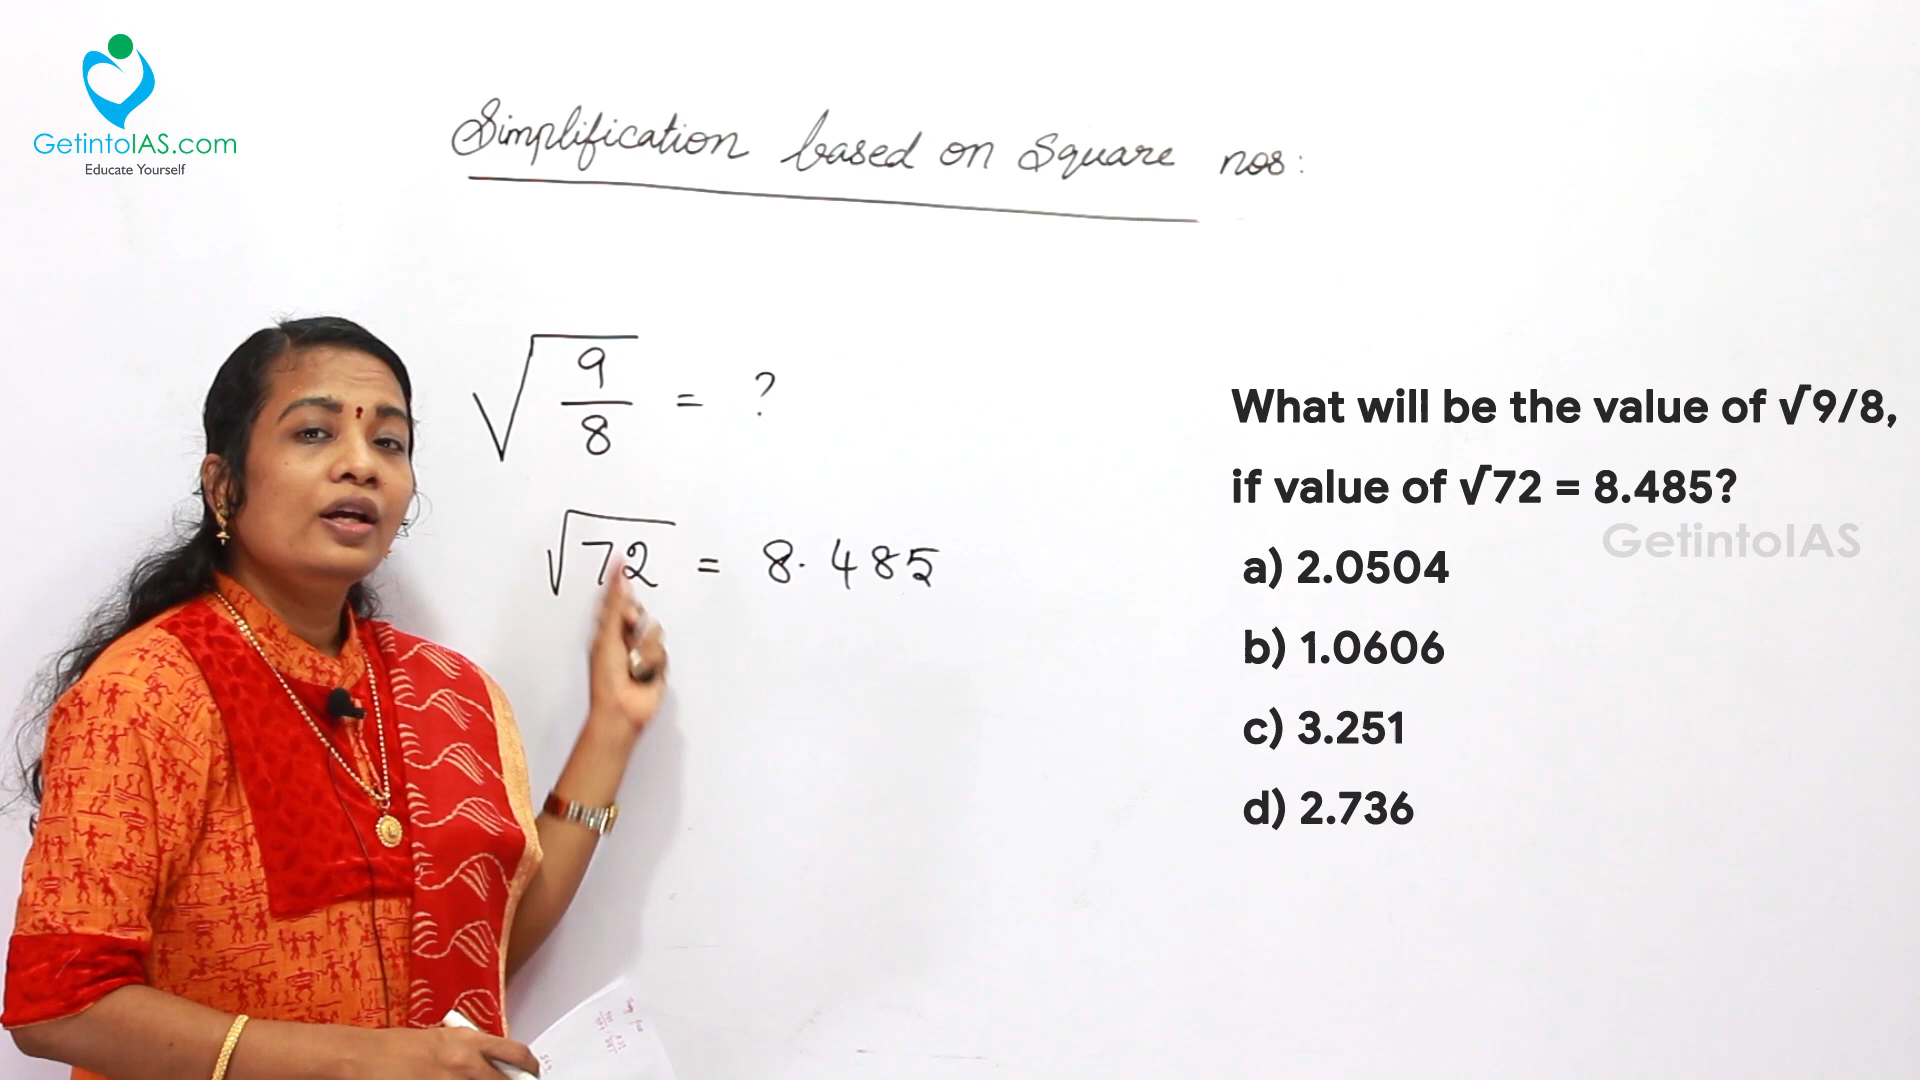 GetintoIAS.com
Educate Yourself
Simplification based on Square nos:
√9/8 = ?
√72 = 8.485
What will be the value of √9/8,
if value of √72 = 8.485?
GetintoIAS
a) 2.0504
b) 1.0606
c) 3.251
d) 2.736